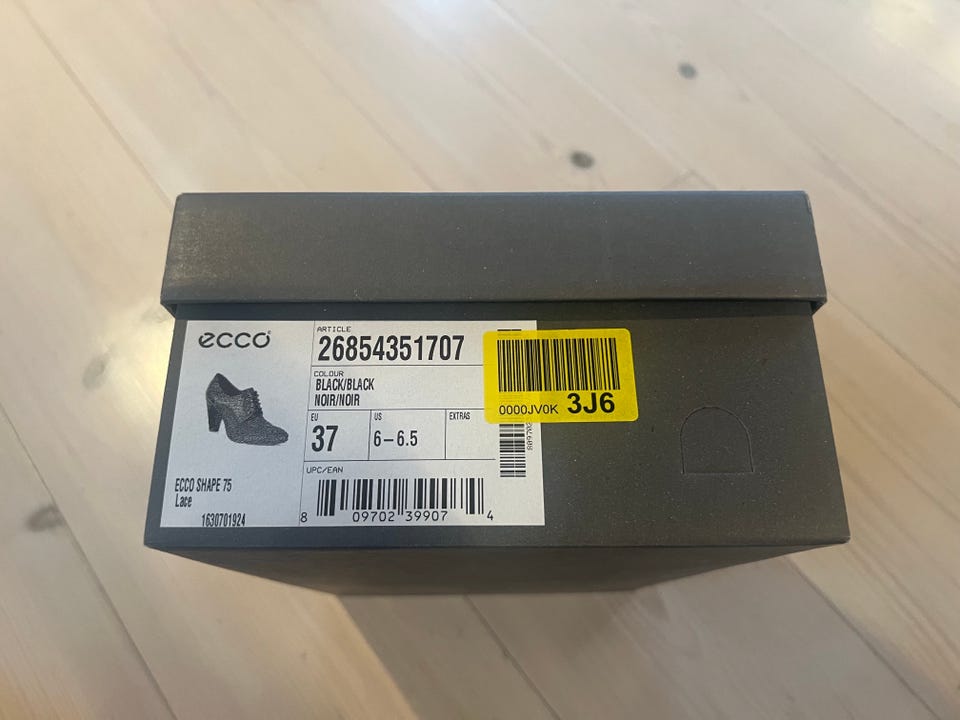 ecco®
ARTICLE
26854351707
COLOUR
BLACK/BLACK
NOIR/NOIR
EU
37
US
6–6.5
EXTRAS
UPC/EAN
8 09702 39907 4
ECCO SHAPE 75
Lace
1630701924
0000JV0K 3J6